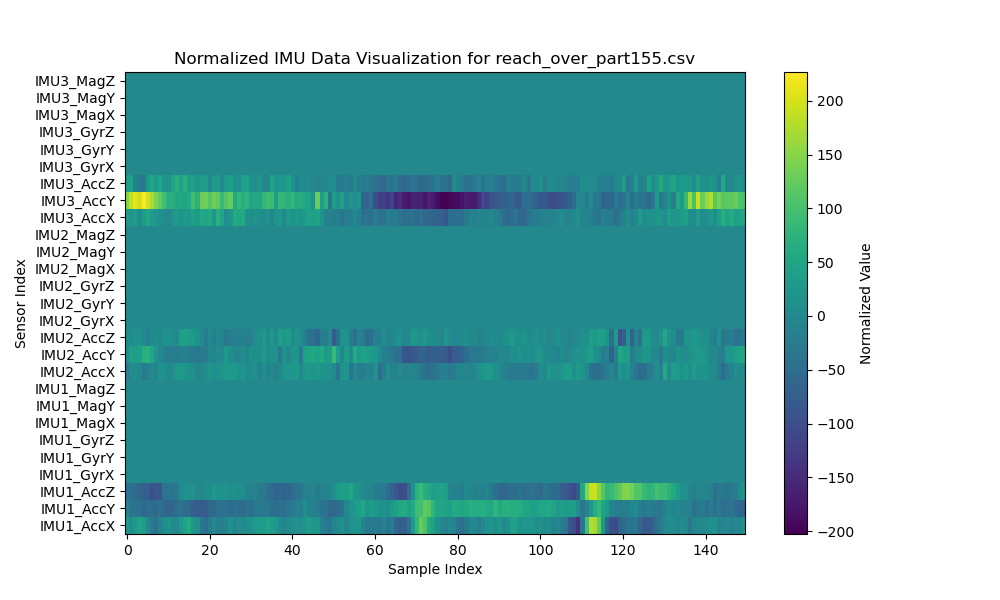 Normalized IMU Data Visualization for reach_over_part155.csv
IMU3_MagZ
IMU3_MagY
IMU3_MagX
IMU3_GyrZ
IMU3_GyrY
IMU3_GyrX
IMU3_AccZ
IMU3_AccY
IMU3_AccX
IMU2_MagZ
IMU2_MagY
IMU2_MagX
IMU2_GyrZ
IMU2_GyrY
IMU2_GyrX
IMU2_AccZ
IMU2_AccY
IMU2_AccX
IMU1_MagZ
IMU1_MagY
IMU1_MagX
IMU1_GyrZ
IMU1_GyrY
IMU1_GyrX
IMU1_AccZ
IMU1_AccY
IMU1_AccX
Sensor Index
0 20 40 60 80 100 120 140
Sample Index
200
150
100
50
0
−50
−100
−150
−200
Normalized Value